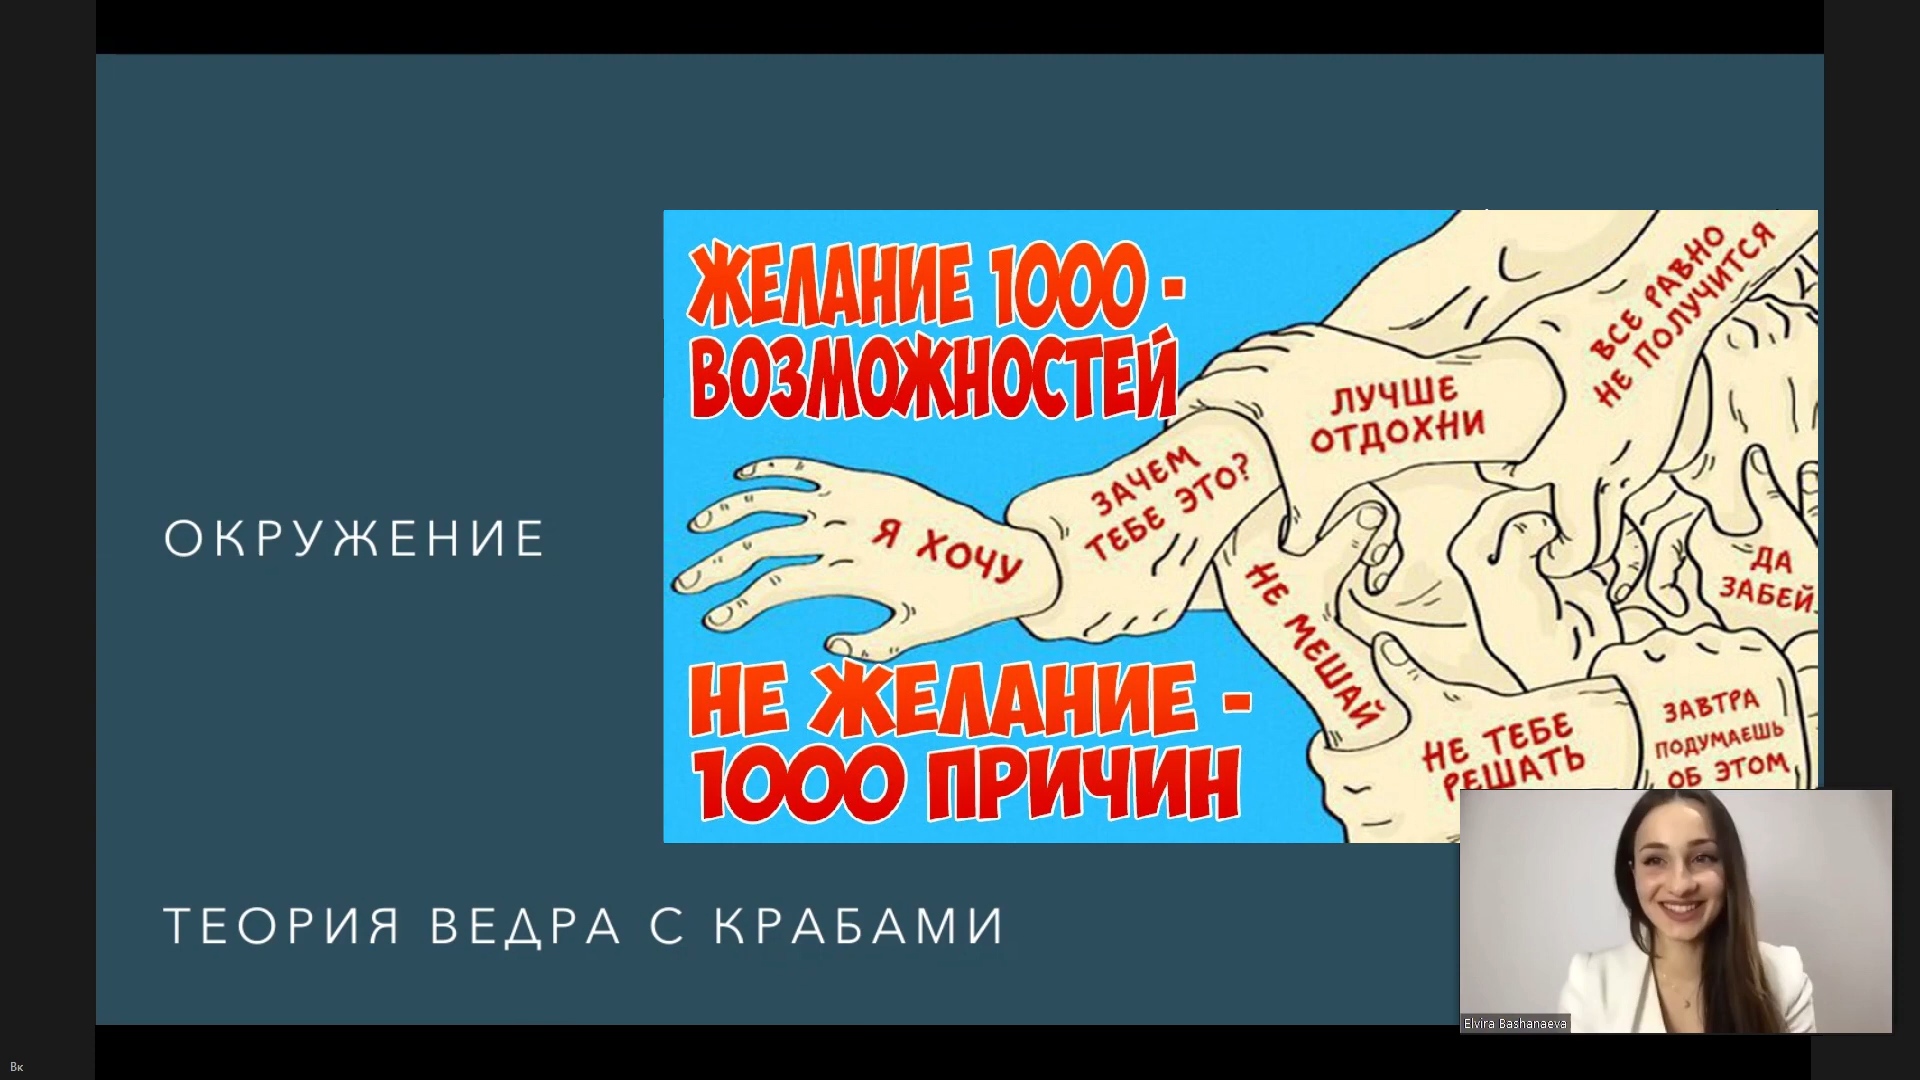 ЖЕЛАНИЕ 1000 -
ВОЗМОЖНОСТЕЙ
ВСЕ РАВНО
НЕ ПОЛУЧИТСЯ
ЛУЧШЕ
ОТДОХНИ
ЗАЧЕМ
ТЕБЕ ЭТО?
Я ХОЧУ
ОКРУЖЕНИЕ
НЕ МЕШАЙ
ДА
ЗАБЕЙ
НЕ ЖЕЛАНИЕ -
1000 ПРИЧИН
НЕ ТЕБЕ
РЕШАТЬ
ЗАВТРА
ПОДУМАЕШЬ
ОБ ЭТОМ
ТЕОРИЯ ВЕДРА С КРАБАМИ
Elvira Bashanaeva
Вк